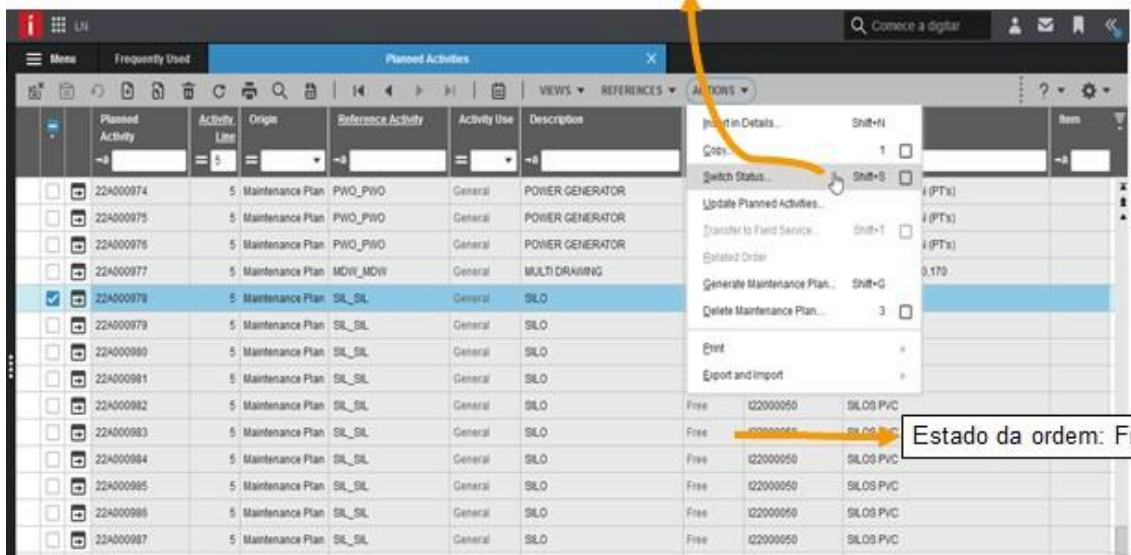 i LN Comece a digitar
Menu Frequently Used Planned Activities
VIEWS REFERENCES ACTIONS ?
Planned Activity Activity Line Origin Reference Activity Activity Use Description Item
= 5 = =
Insert in Details... Shift+N
Copy... 1
Switch Status... Shift+S
Update Planned Activities...
Transfer to Field Service... Shift+T
Related Order
Generate Maintenance Plan... Shift+G
Delete Maintenance Plan... 3
Print
Export and Import
22A000974 5 Maintenance Plan PWO_PWO General POWER GENERATOR (PT's)
22A000975 5 Maintenance Plan PWO_PWO General POWER GENERATOR (PT's)
22A000976 5 Maintenance Plan PWO_PWO General POWER GENERATOR (PT's)
22A000977 5 Maintenance Plan MDW_MDW General MULTI DRAWING 0,170
22A000978 5 Maintenance Plan SIL_SIL General SILO
22A000979 5 Maintenance Plan SIL_SIL General SILO
22A000980 5 Maintenance Plan SIL_SIL General SILO
22A000981 5 Maintenance Plan SIL_SIL General SILO
22A000982 5 Maintenance Plan SIL_SIL General SILO Free I22000050 SILOS PVC
22A000983 5 Maintenance Plan SIL_SIL General SILO Free Estado da ordem:
22A000984 5 Maintenance Plan SIL_SIL General SILO Free I22000050 SILOS PVC
22A000985 5 Maintenance Plan SIL_SIL General SILO Free I22000050 SILOS PVC
22A000986 5 Maintenance Plan SIL_SIL General SILO Free I22000050 SILOS PVC
22A000987 5 Maintenance Plan SIL_SIL General SILO Free I22000050 SILOS PVC